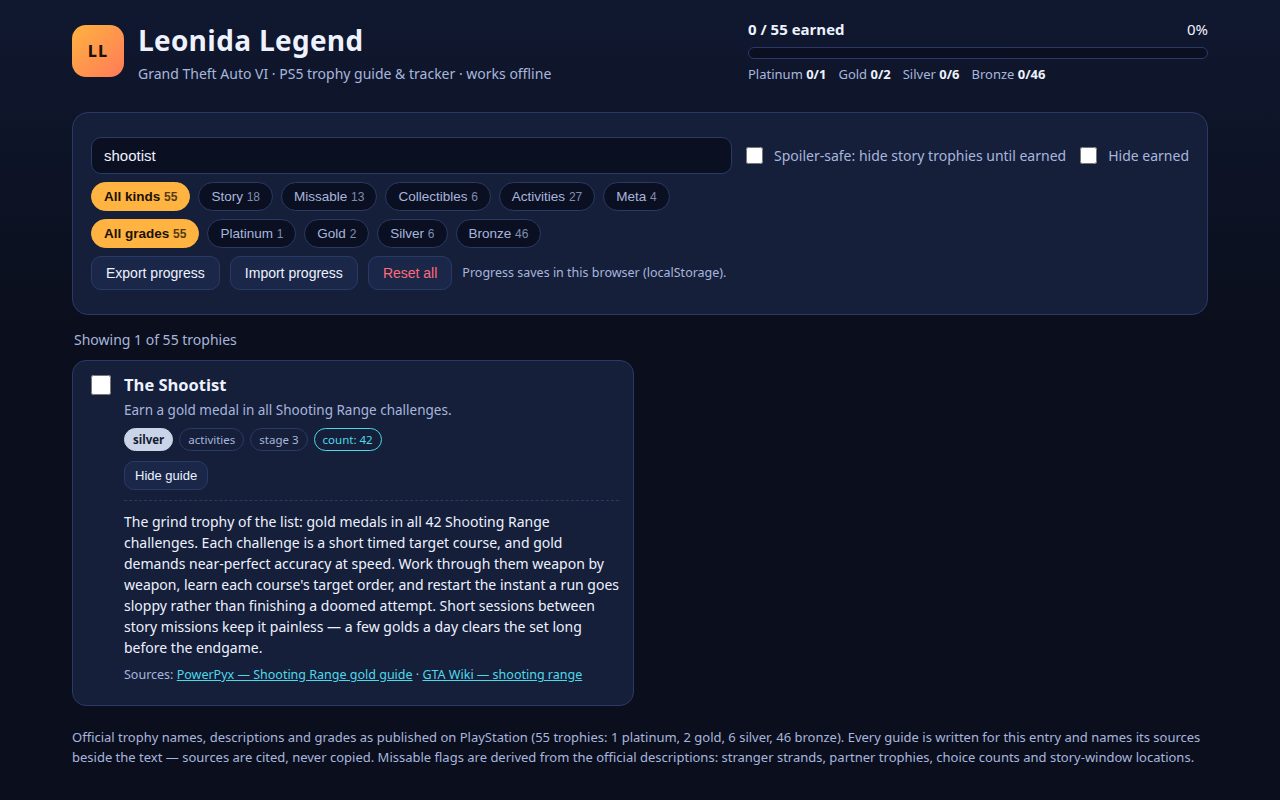 LL
Leonida Legend
Grand Theft Auto VI · PS5 trophy guide & tracker · works offline
0 / 55 earned 0%
Platinum 0/1 Gold 0/2 Silver 0/6 Bronze 0/46
shootist
Spoiler-safe: hide story trophies until earned Hide earned
All kinds 55 Story 18 Missable 13 Collectibles 6 Activities 27 Meta 4
All grades 55 Platinum 1 Gold 2 Silver 6 Bronze 46
Export progress Import progress Reset all Progress saves in this browser (localStorage).
Showing 1 of 55 trophies
The Shootist
Earn a gold medal in all Shooting Range challenges.
silver activities stage 3 count: 42
Hide guide
The grind trophy of the list: gold medals in all 42 Shooting Range
challenges. Each challenge is a short timed target course, and gold
demands near-perfect accuracy at speed. Work through them weapon by
weapon, learn each course's target order, and restart the instant a run goes
sloppy rather than finishing a doomed attempt. Short sessions between
story missions keep it painless — a few golds a day clears the set long
before the endgame.
Sources: PowerPyx — Shooting Range gold guide · GTA Wiki — shooting range
Official trophy names, descriptions and grades as published on PlayStation (55 trophies: 1 platinum, 2 gold, 6 silver, 46 bronze). Every guide is written for this entry and names its sources
beside the text — sources are cited, never copied. Missable flags are derived from the official descriptions: stranger strands, partner trophies, choice counts and story-window locations.